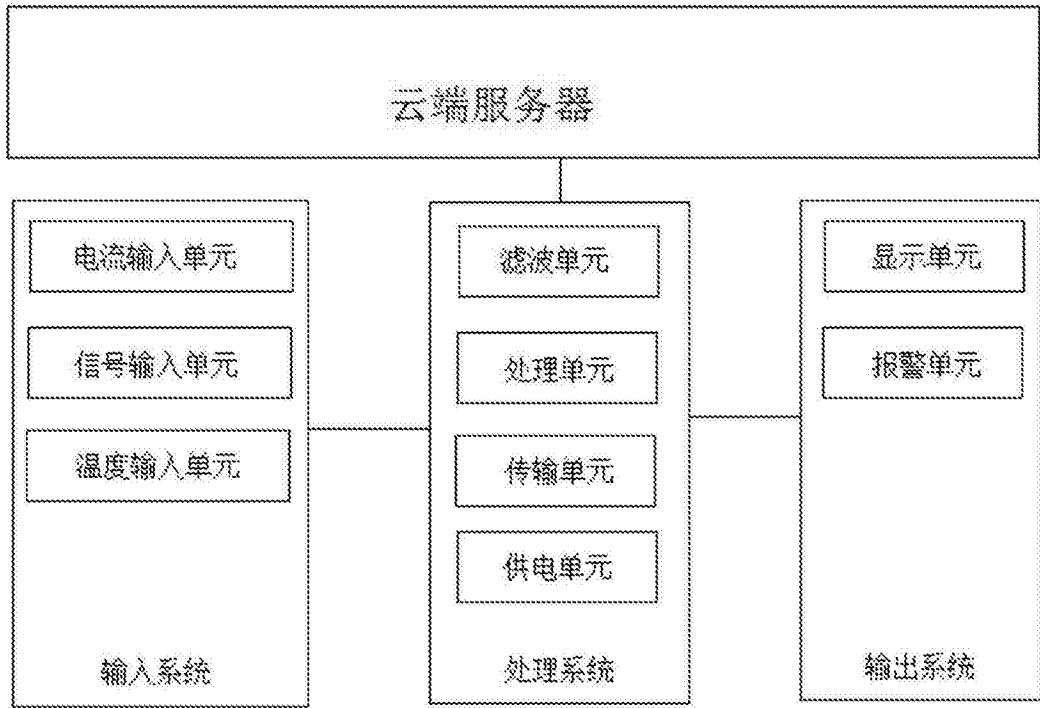 云端服务器
电流输入单元
信号输入单元
温度输入单元
输入系统
滤波单元
处理单元
传输单元
供电单元
处理系统
显示单元
报警单元
输出系统